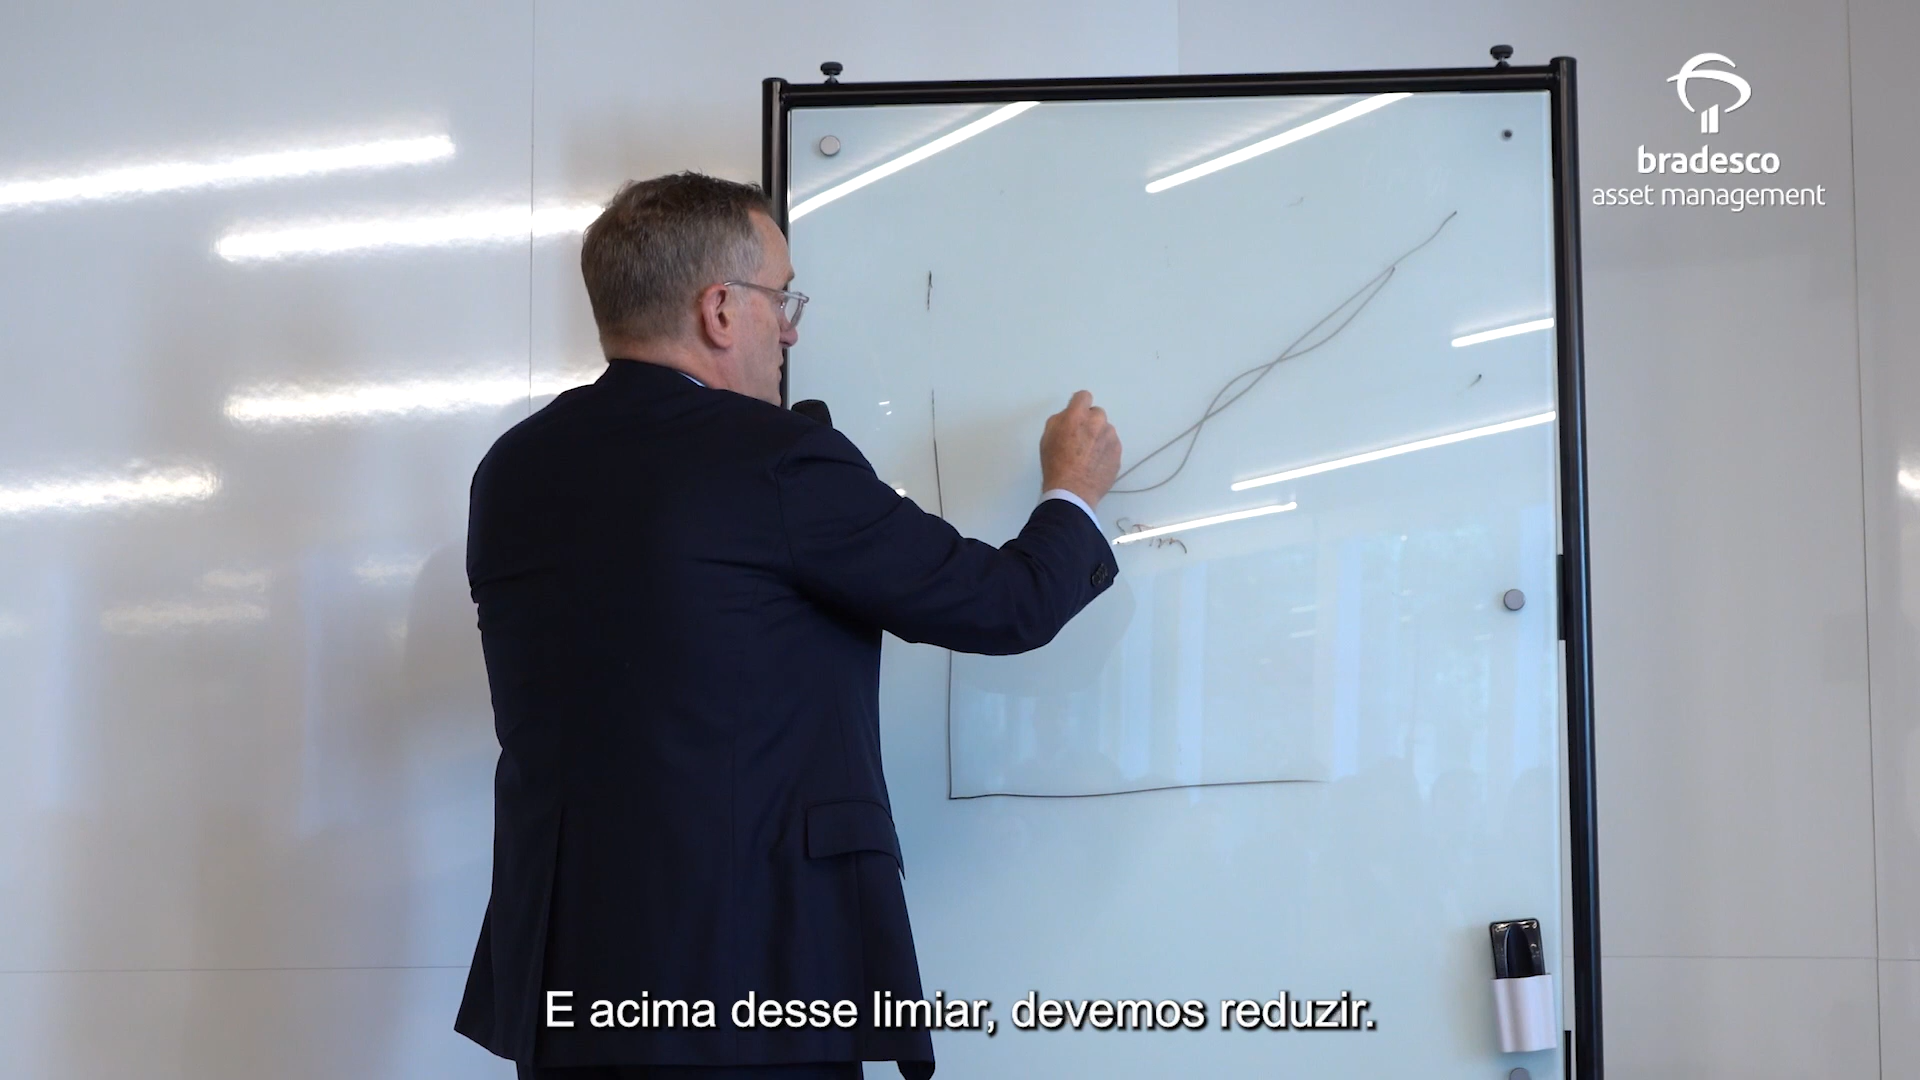 bradesco
asset management
E acima desse limiar, devemos reduzir.